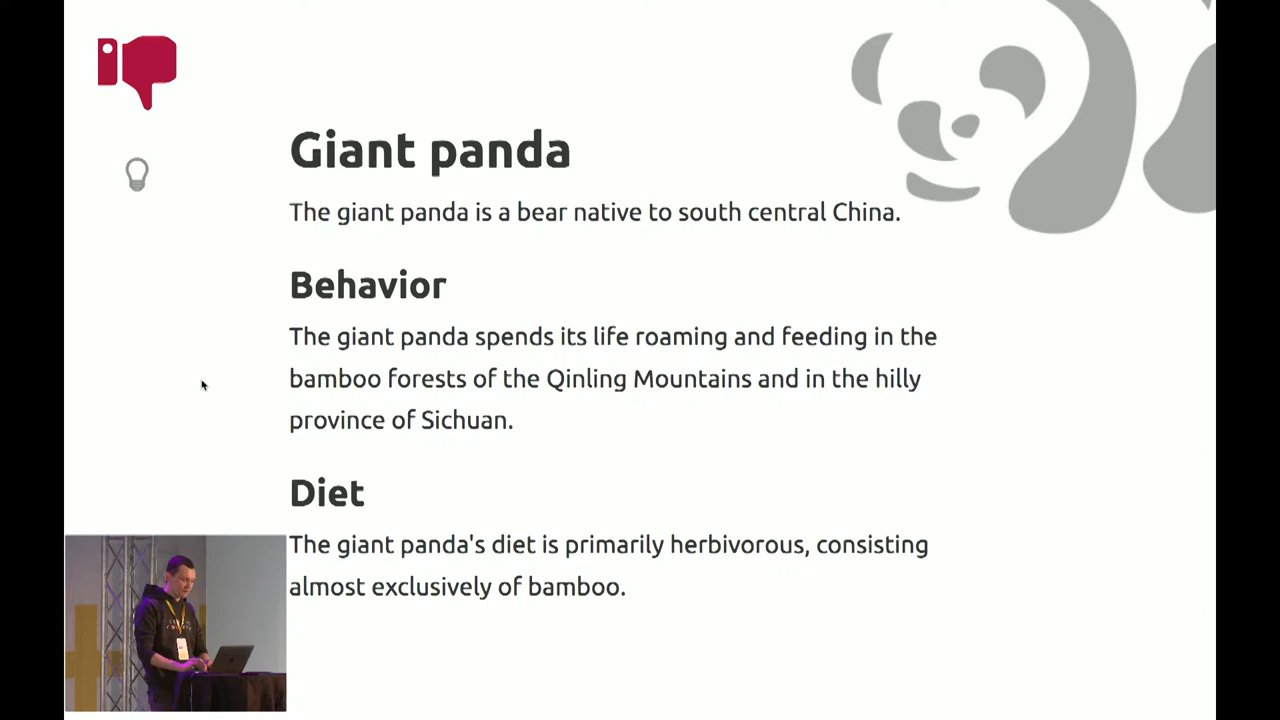 Giant panda
The giant panda is a bear native to south central China.
Behavior
The giant panda spends its life roaming and feeding in the
bamboo forests of the Qinling Mountains and in the hilly
province of Sichuan.
Diet
The giant panda's diet is primarily herbivorous, consisting
almost exclusively of bamboo.